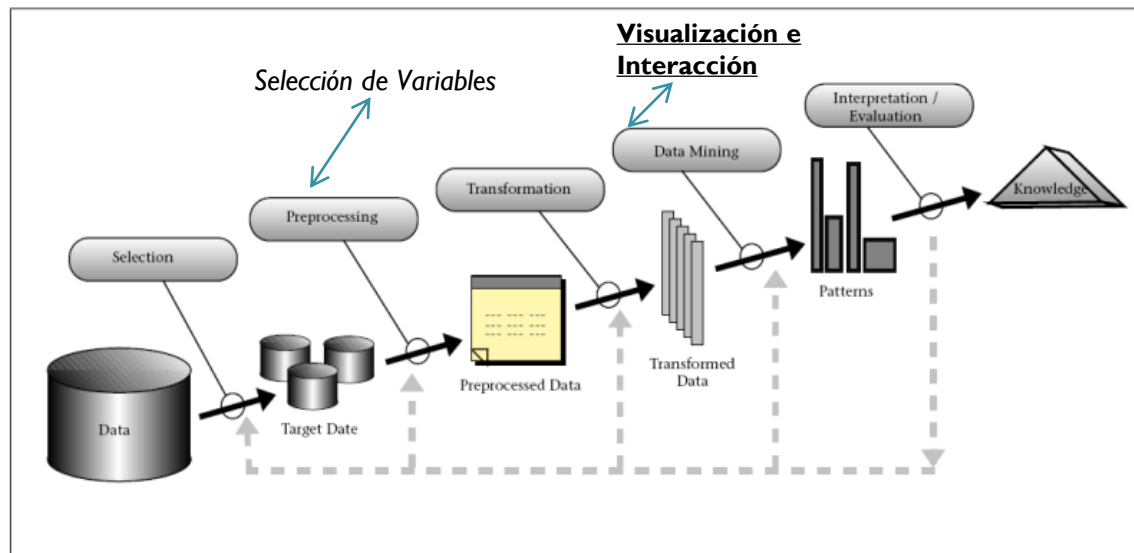 Visualización e
Interacción
Selección de Variables
Interpretation /
Evaluation
Data Mining
Transformation
Preprocessing
Selection
Knowledge
Patterns
Transformed
Data
Preprocessed Data
Target Date
Data